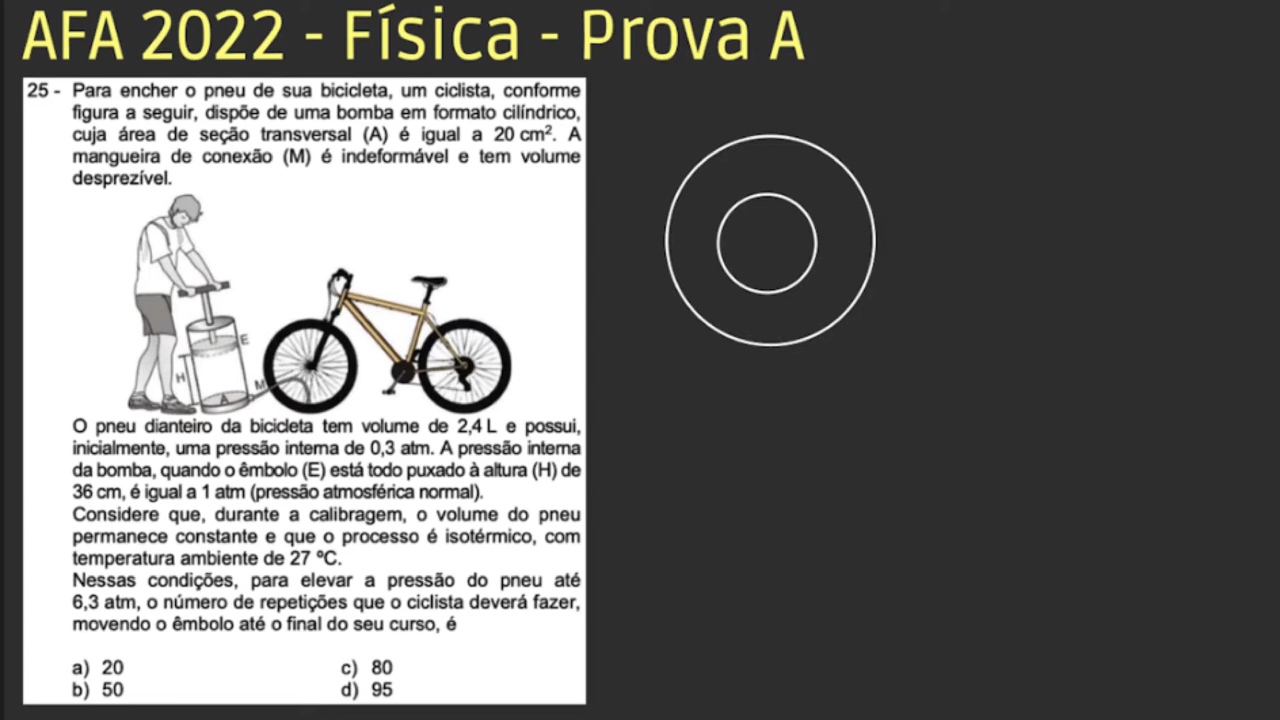 AFA 2022 - Física - Prova A
25 - Para encher o pneu de sua bicicleta, um ciclista, conforme
figura a seguir, dispõe de uma bomba em formato cilíndrico,
cuja área de seção transversal (A) é igual a 20 cm². A
mangueira de conexão (M) é indeformável e tem volume
desprezível.
E
H
M
A
O pneu dianteiro da bicicleta tem volume de 2,4 L e possui,
inicialmente, uma pressão interna de 0,3 atm. A pressão interna
da bomba, quando o êmbolo (E) está todo puxado à altura (H) de
36 cm, é igual a 1 atm (pressão atmosférica normal).
Considere que, durante a calibragem, o volume do pneu
permanece constante e que o processo é isotérmico, com
temperatura ambiente de 27 ºC.
Nessas condições, para elevar a pressão do pneu até
6,3 atm, o número de repetições que o ciclista deverá fazer,
movendo o êmbolo até o final do seu curso, é
a) 20 c) 80
b) 50 d) 95